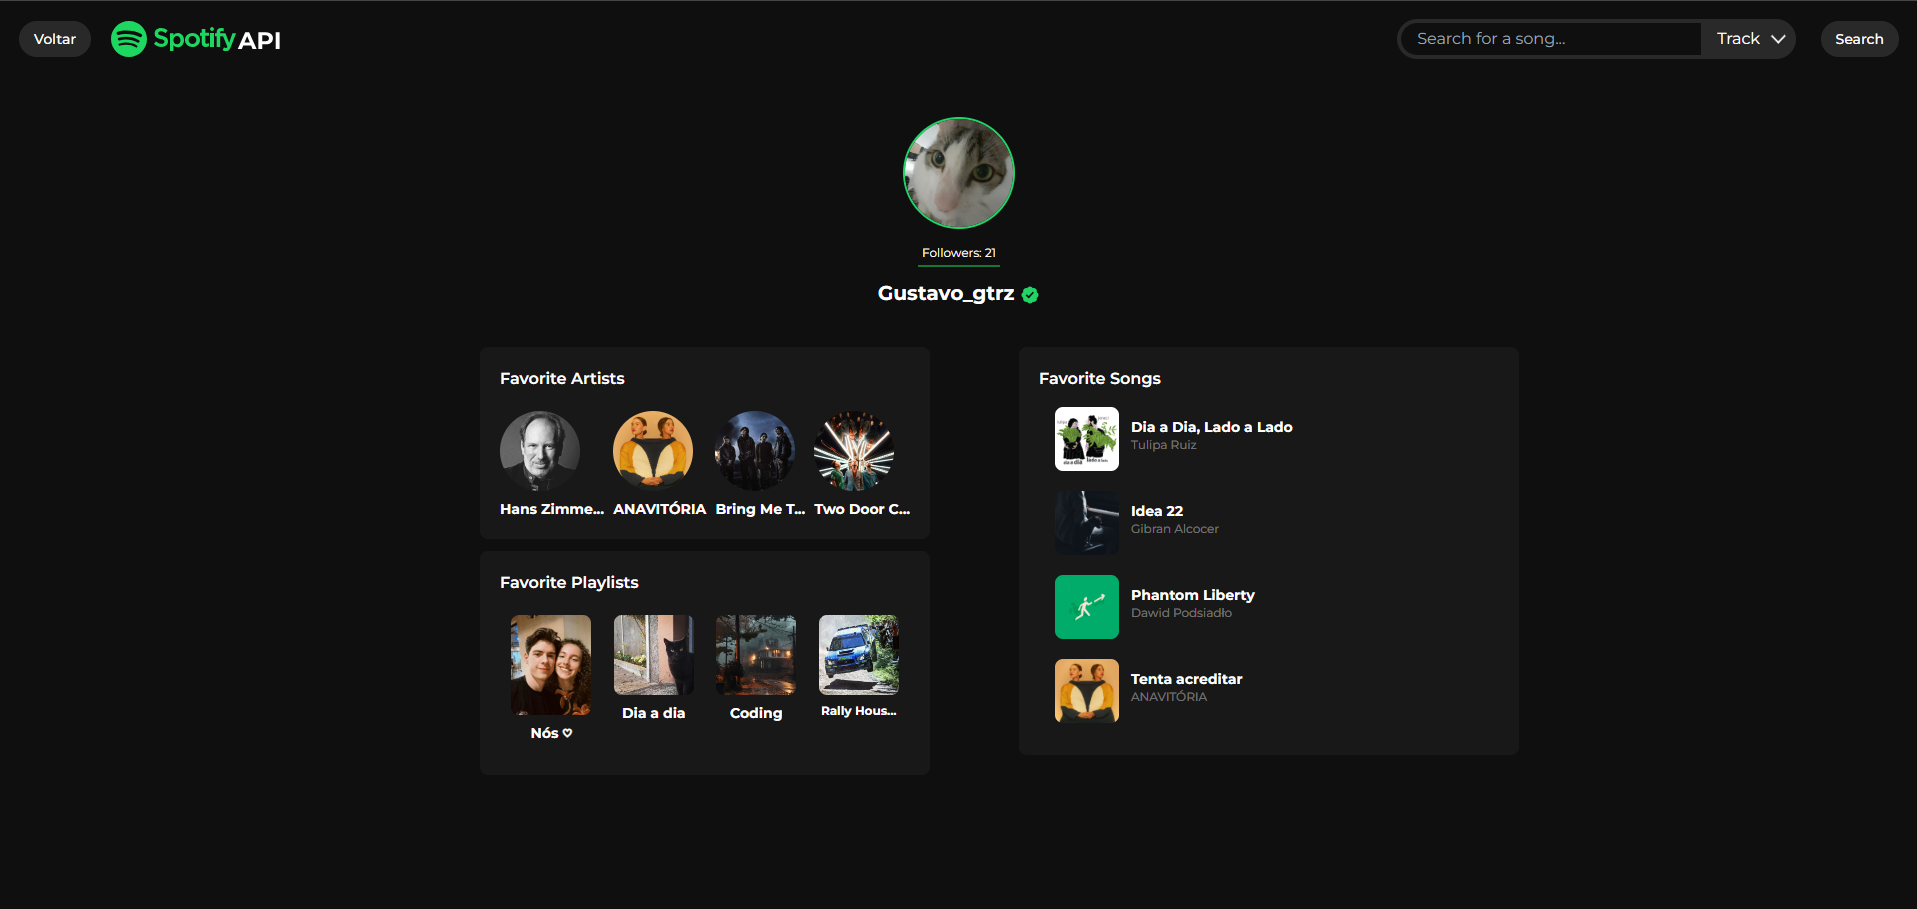 Voltar
Spotify API
Search for a song...
Track
Search
Followers: 21
Gustavo_gtrz
Favorite Artists
Hans Zimme...
ANAVITÓRIA
Bring Me T...
Two Door C...
Favorite Playlists
Nós ♡
Dia a dia
Coding
Rally Hous...
Favorite Songs
Dia a Dia, Lado a Lado
Tulipa Ruiz
Idea 22
Gibran Alcocer
Phantom Liberty
Dawid Podsiadło
Tenta acreditar
ANAVITÓRIA